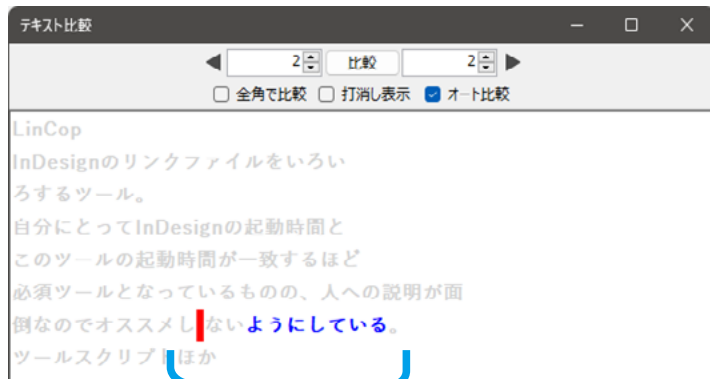 テキスト比較
2 比較 2
全角で比較 打消し表示 オート比較
LinCop
InDesignのリンクファイルをいろい
ろするツール。
自分にとってInDesignの起動時間と
このツールの起動時間が一致するほど
必須ツールとなっているものの、人への説明が面
倒なのでオススメしないようにしている。
ツールスクリプトほか